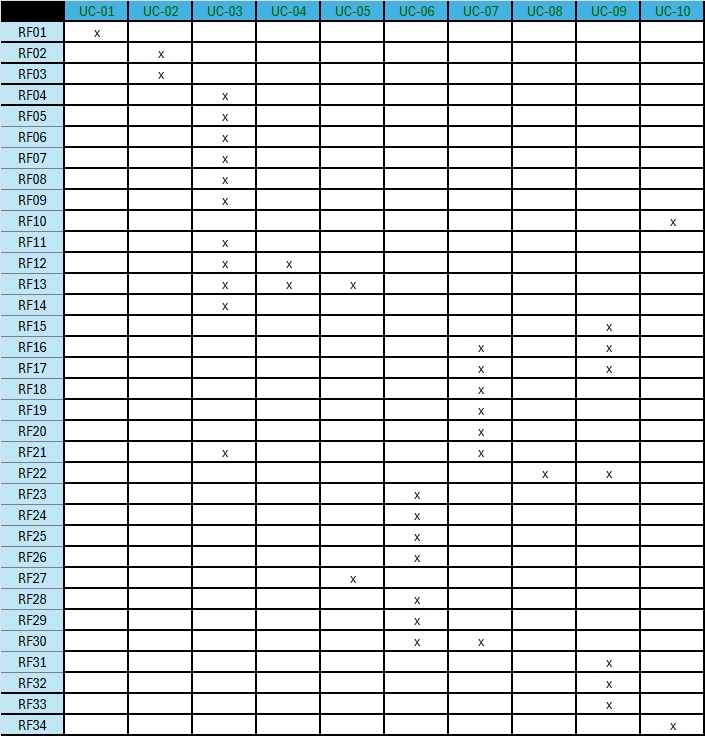 UC-01 UC-02 UC-03 UC-04 UC-05 UC-06 UC-07 UC-08 UC-09 UC-10
RF01 x
RF02 x
RF03 x
RF04 x
RF05 x
RF06 x
RF07 x
RF08 x
RF09 x
RF10 x
RF11 x
RF12 x x
RF13 x x x
RF14 x
RF15 x
RF16 x x
RF17 x x
RF18 x
RF19 x
RF20 x
RF21 x x
RF22 x x
RF23 x
RF24 x
RF25 x
RF26 x
RF27 x
RF28 x
RF29 x
RF30 x x
RF31 x
RF32 x
RF33 x
RF34 x